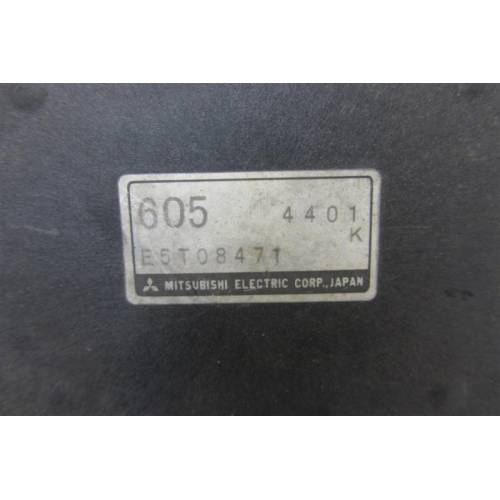 605 4401
K
E5T08471
MITSUBISHI ELECTRIC CORP., JAPAN